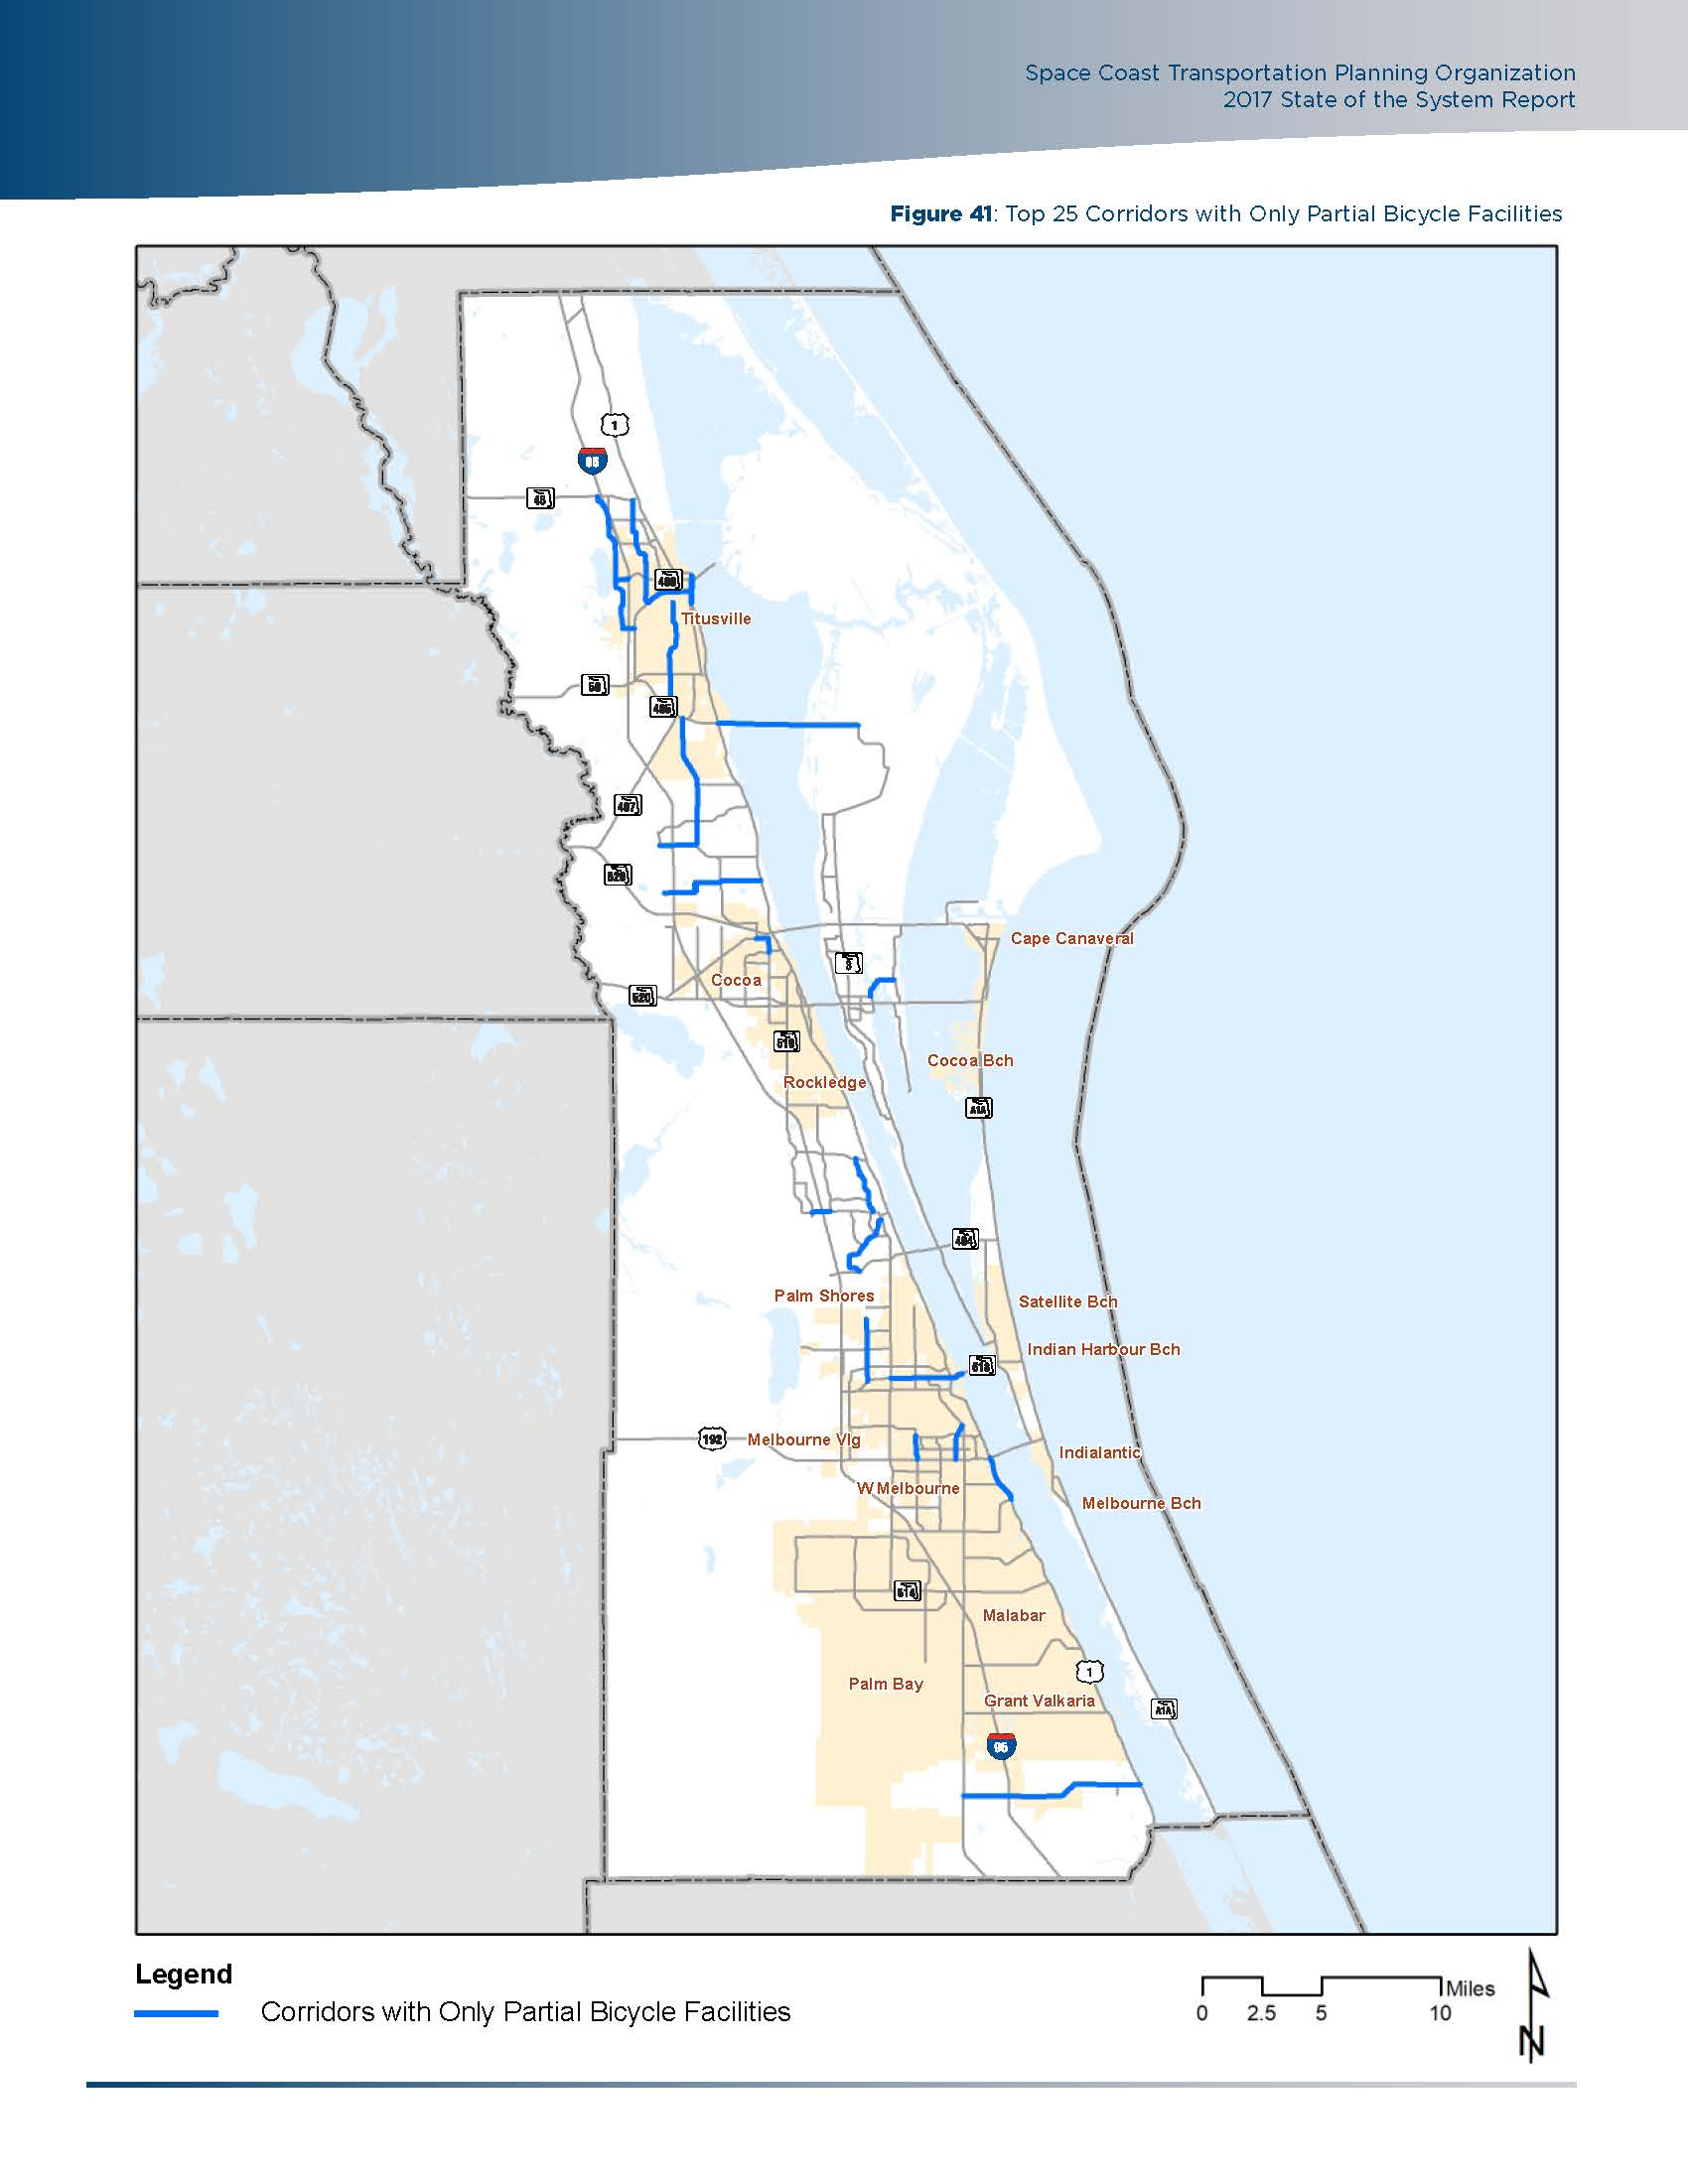 Space Coast Transportation Planning Organization
2017 State of the System Report
Figure 41: Top 25 Corridors with Only Partial Bicycle Facilities
1
46
Titusville
50
407
520
Cape Canaveral
3
Cocoa
520
519
Cocoa Bch
Rockledge
A1A
404
Palm Shores
Satellite Bch
Indian Harbour Bch
518
192
Melbourne Vlg
Indialantic
W Melbourne
Melbourne Bch
514
Malabar
1
Palm Bay
Grant Valkaria
A1A
95
Legend
Corridors with Only Partial Bicycle Facilities
Miles
0 2.5 5 10
N